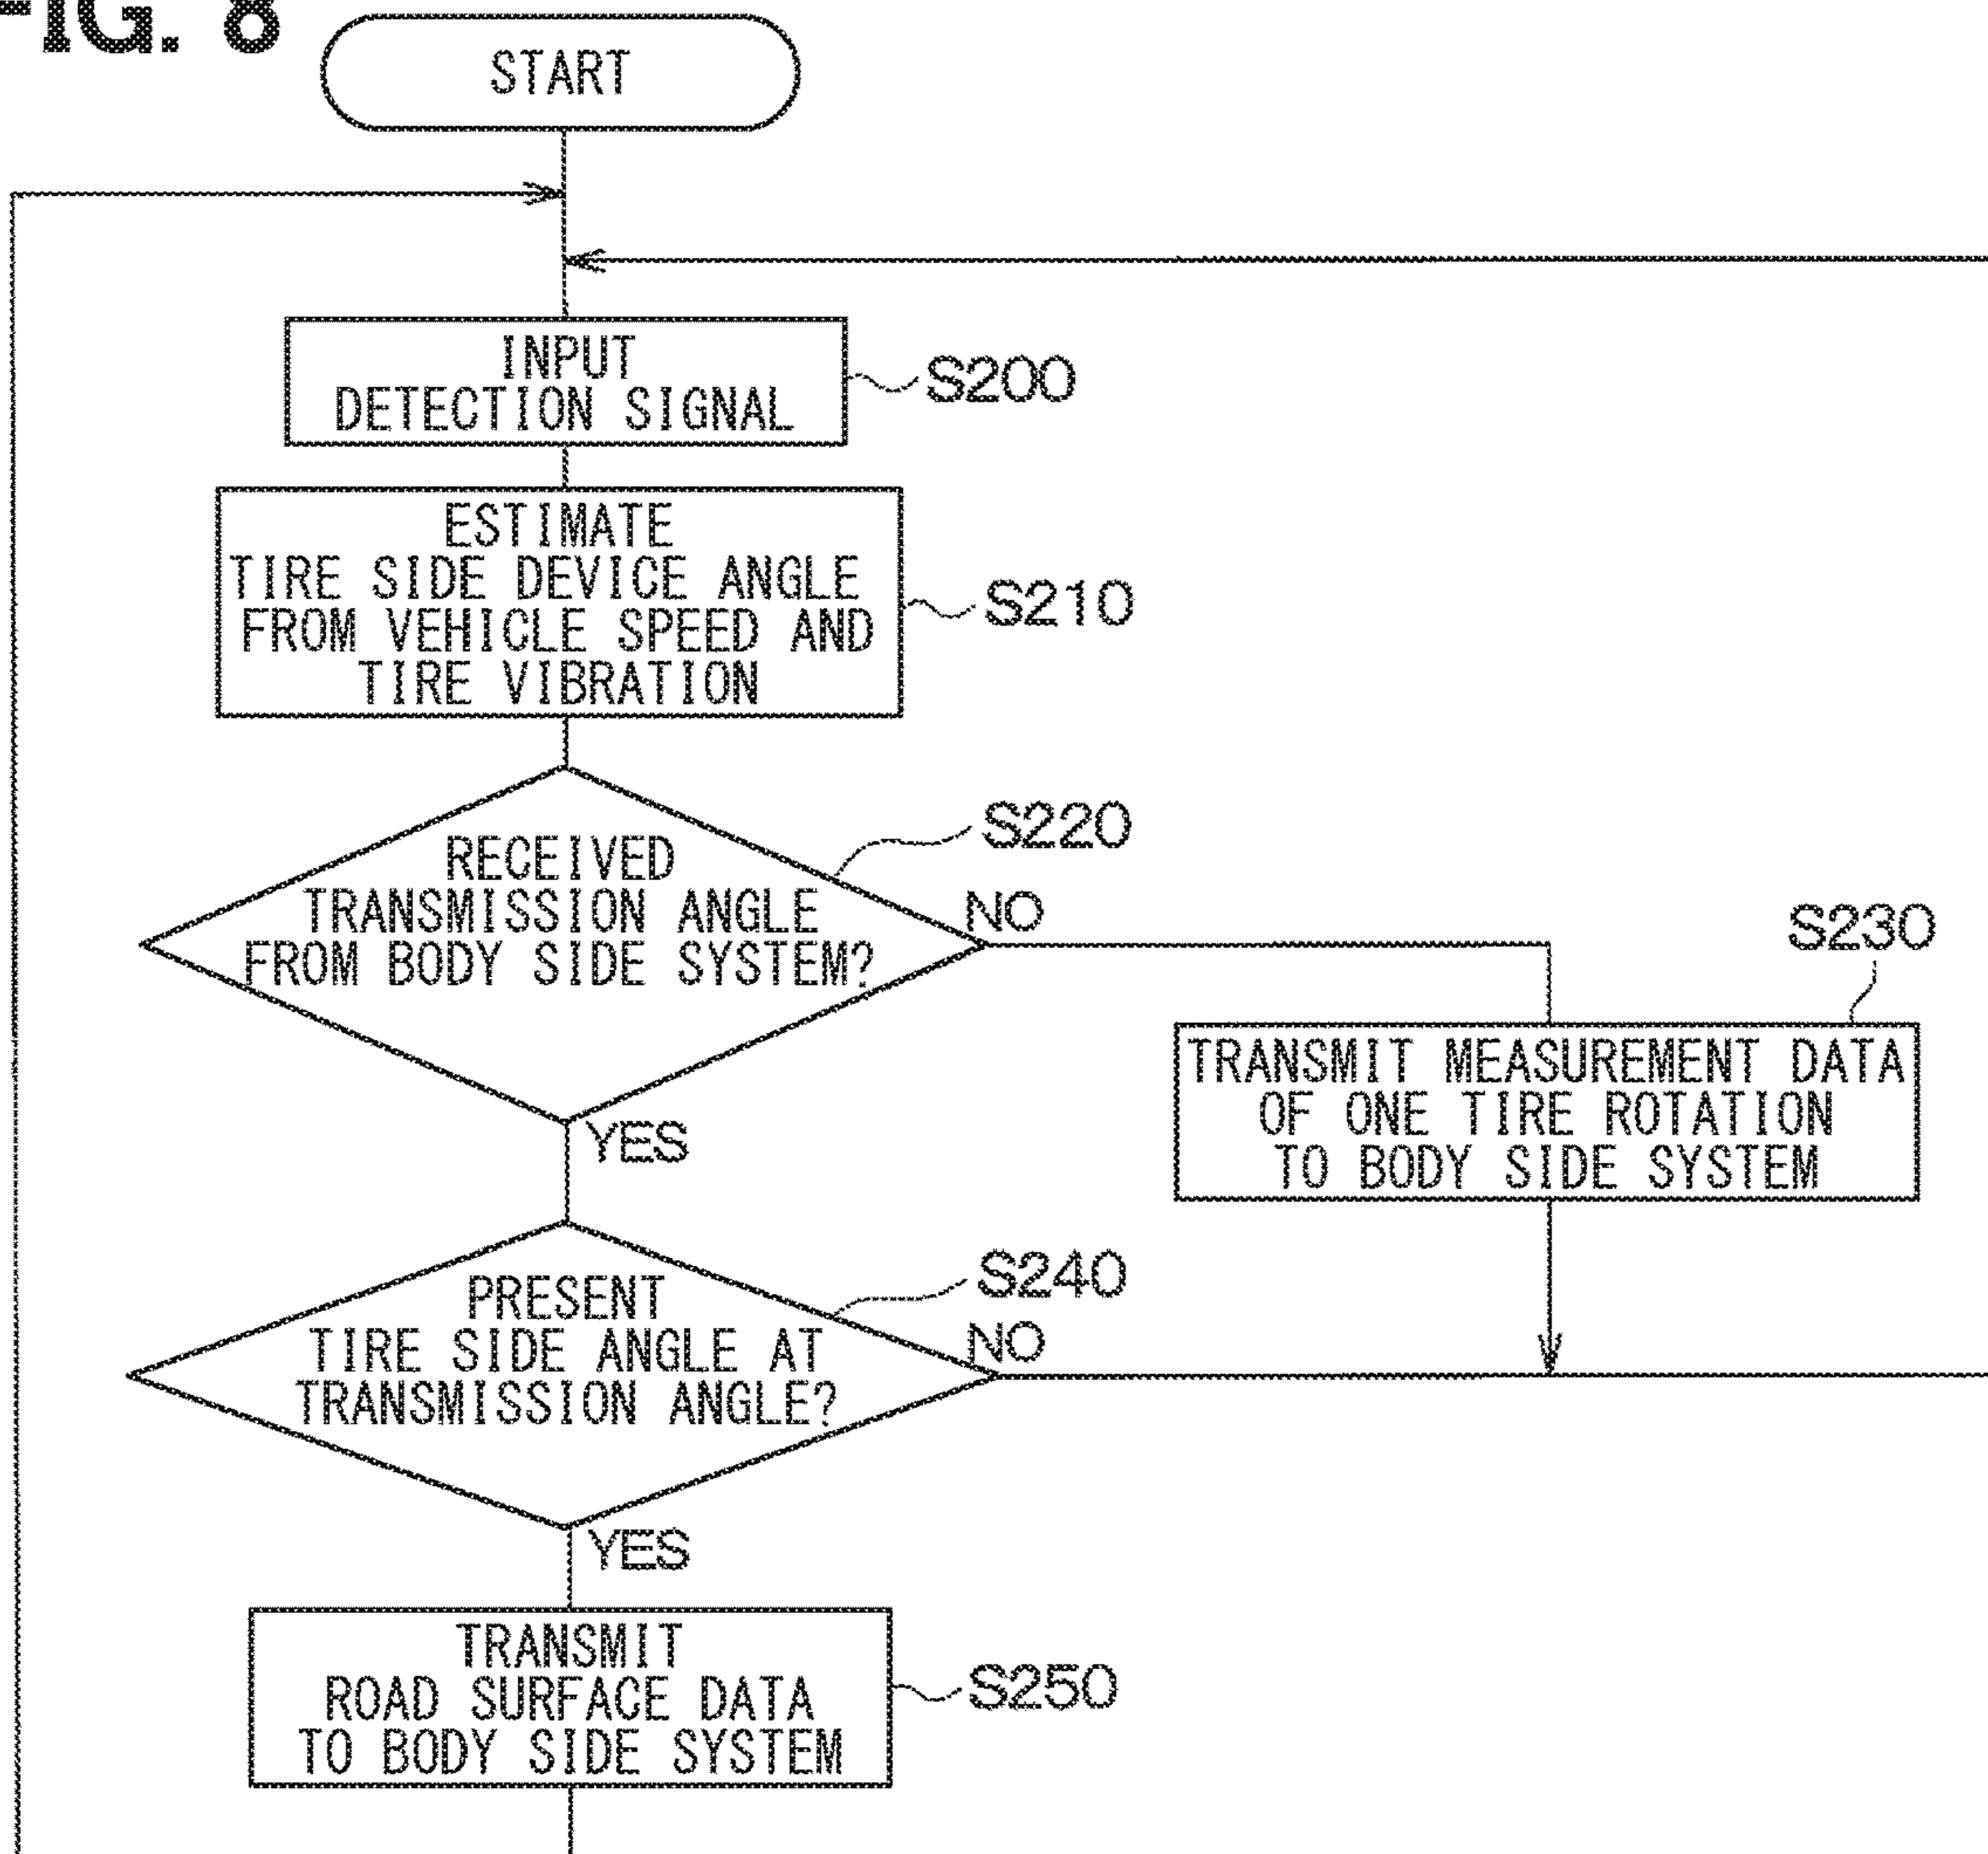 FIG. 8
START
INPUT
DETECTION SIGNAL
S200
ESTIMATE
TIRE SIDE DEVICE ANGLE
FROM VEHICLE SPEED AND
TIRE VIBRATION
S210
RECEIVED
TRANSMISSION ANGLE
FROM BODY SIDE SYSTEM?
S220
NO
YES
S230
TRANSMIT MEASUREMENT DATA
OF ONE TIRE ROTATION
TO BODY SIDE SYSTEM
PRESENT
TIRE SIDE ANGLE AT
TRANSMISSION ANGLE?
S240
NO
YES
TRANSMIT
ROAD SURFACE DATA
TO BODY SIDE SYSTEM
S250